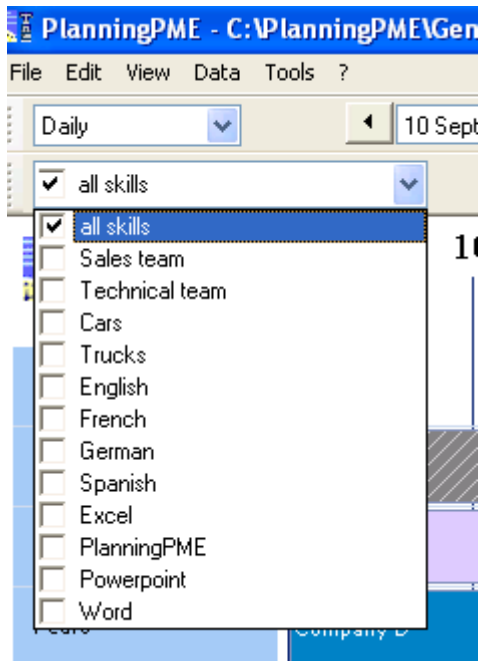 PlanningPME - C:\PlanningPME\Gen
File Edit View Data Tools ?
Daily 10 Sept
all skills
all skills
10
Sales team
Technical team
Cars
Trucks
English
French
German
Spanish
Excel
PlanningPME
Powerpoint
Word
Company D